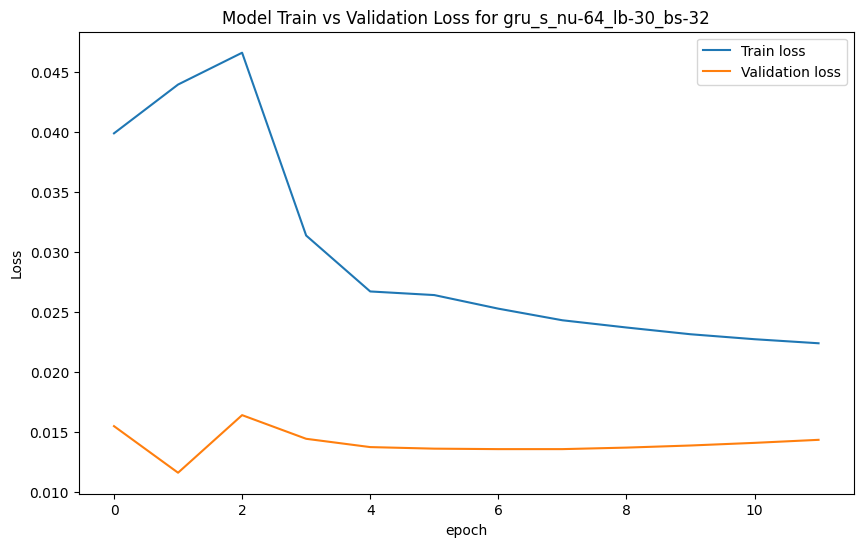 Model Train vs Validation Loss for gru_s_nu-64_lb-30_bs-32
Train loss
Validation loss
0.045
0.040
0.035
0.030
0.025
0.020
0.015
0.010
Loss
0 2 4 6 8 10
epoch